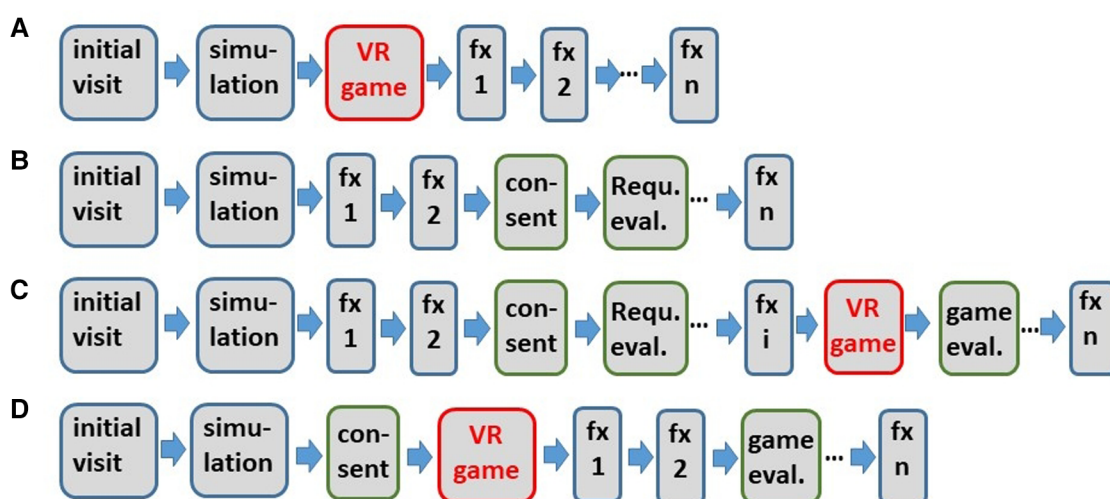 A
initial visit
simu-lation
VR game
fx 1
fx 2
...
fx n
B
initial visit
simu-lation
fx 1
fx 2
con-sent
Requ. eval.
...
fx n
C
initial visit
simu-lation
fx 1
fx 2
con-sent
Requ. eval.
...
fx i
VR game
game eval.
...
fx n
D
initial visit
simu-lation
con-sent
VR game
fx 1
fx 2
game eval.
...
fx n